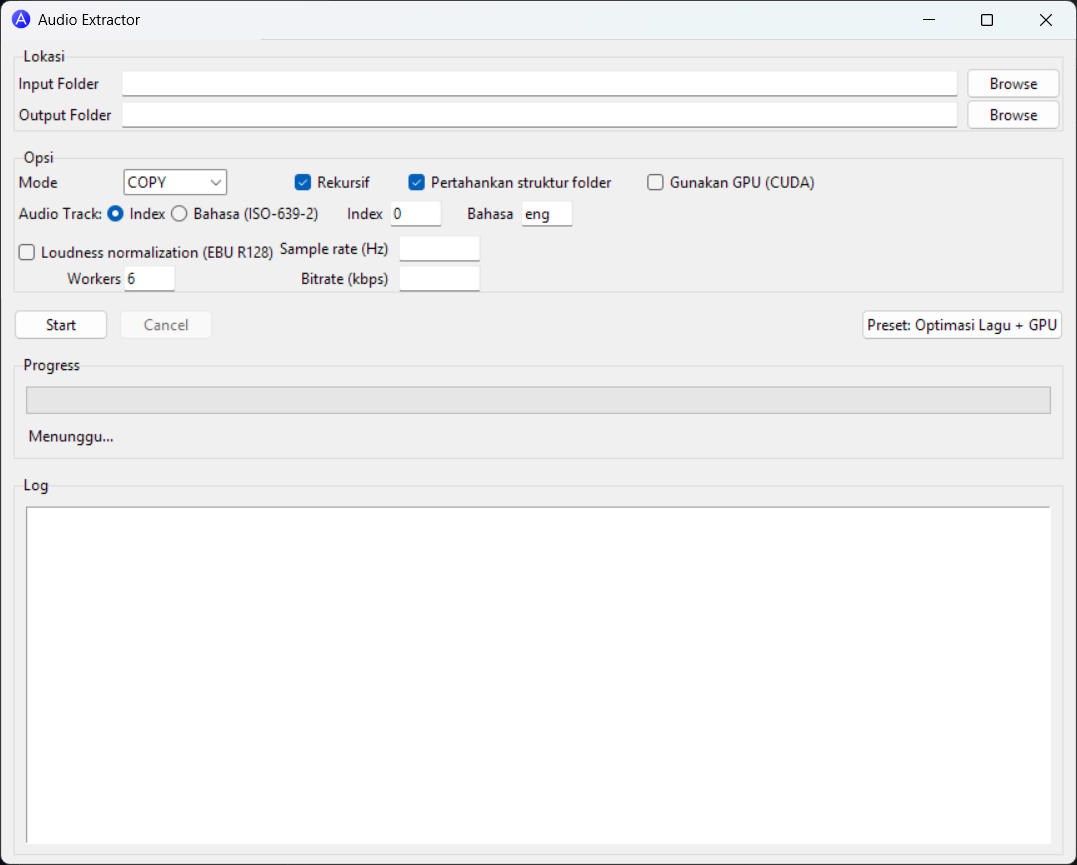 Audio Extractor
Lokasi
Input Folder Browse
Output Folder Browse
Opsi
Mode COPY Rekursif Pertahankan struktur folder Gunakan GPU (CUDA)
Audio Track: Index Bahasa (ISO-639-2) Index 0 Bahasa eng
Loudness normalization (EBU R128) Sample rate (Hz)
Workers 6 Bitrate (kbps)
Start Cancel Preset: Optimasi Lagu + GPU
Progress
Menunggu...
Log